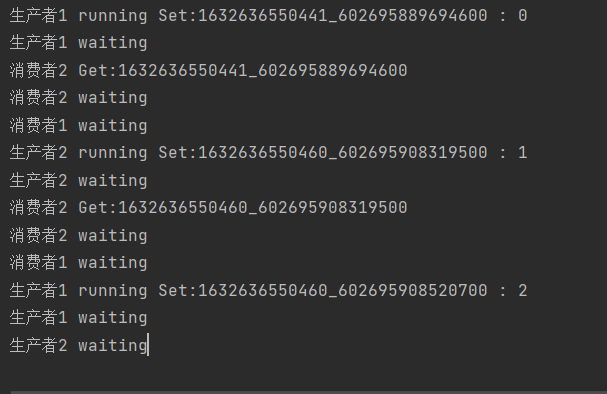 生产者1 running Set:1632636550441_602695889694600 : 0
生产者1 waiting
消费者2 Get:1632636550441_602695889694600
消费者2 waiting
消费者1 waiting
生产者2 running Set:1632636550460_602695908319500 : 1
生产者2 waiting
消费者2 Get:1632636550460_602695908319500
消费者2 waiting
消费者1 waiting
生产者1 running Set:1632636550460_602695908520700 : 2
生产者1 waiting
生产者2 waiting